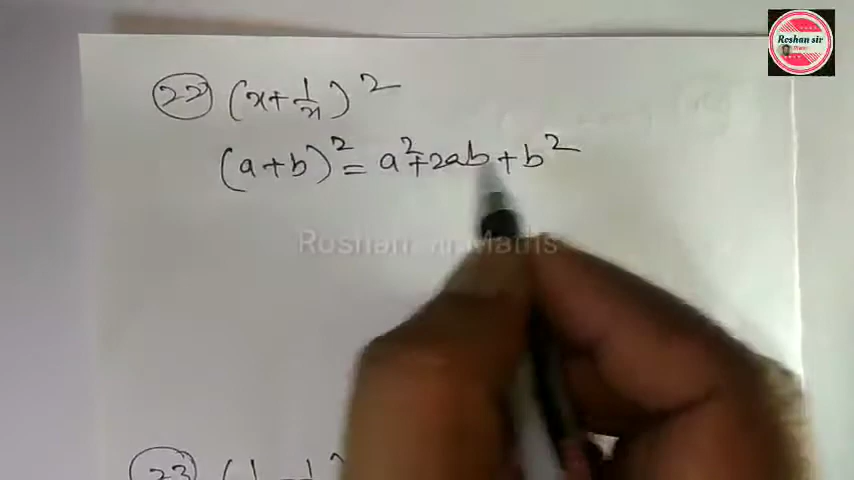 Roshan sir
(22) (x + 1/x)²
(a + b)² = a² + 2ab + b²
Roshan sir Maths
(23)